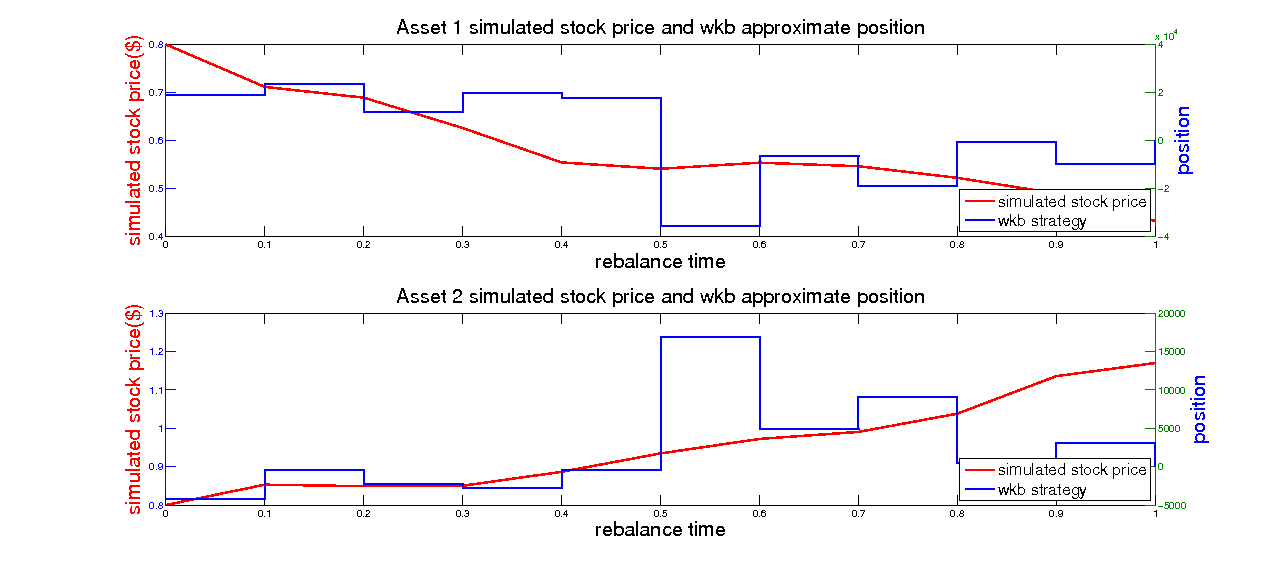 Asset 1 simulated stock price and wkb approximate position
x 10^4
simulated stock price($)
0.8
0.7
0.6
0.5
0.4
4
2
0
−2
−4
position
simulated stock price
wkb strategy
0 0.1 0.2 0.3 0.4 0.5 0.6 0.7 0.8 0.9 1
rebalance time
Asset 2 simulated stock price and wkb approximate position
simulated stock price($)
1.3
1.2
1.1
1
0.9
0.8
20000
15000
10000
5000
0
−5000
position
simulated stock price
wkb strategy
0 0.1 0.2 0.3 0.4 0.5 0.6 0.7 0.8 0.9 1
rebalance time